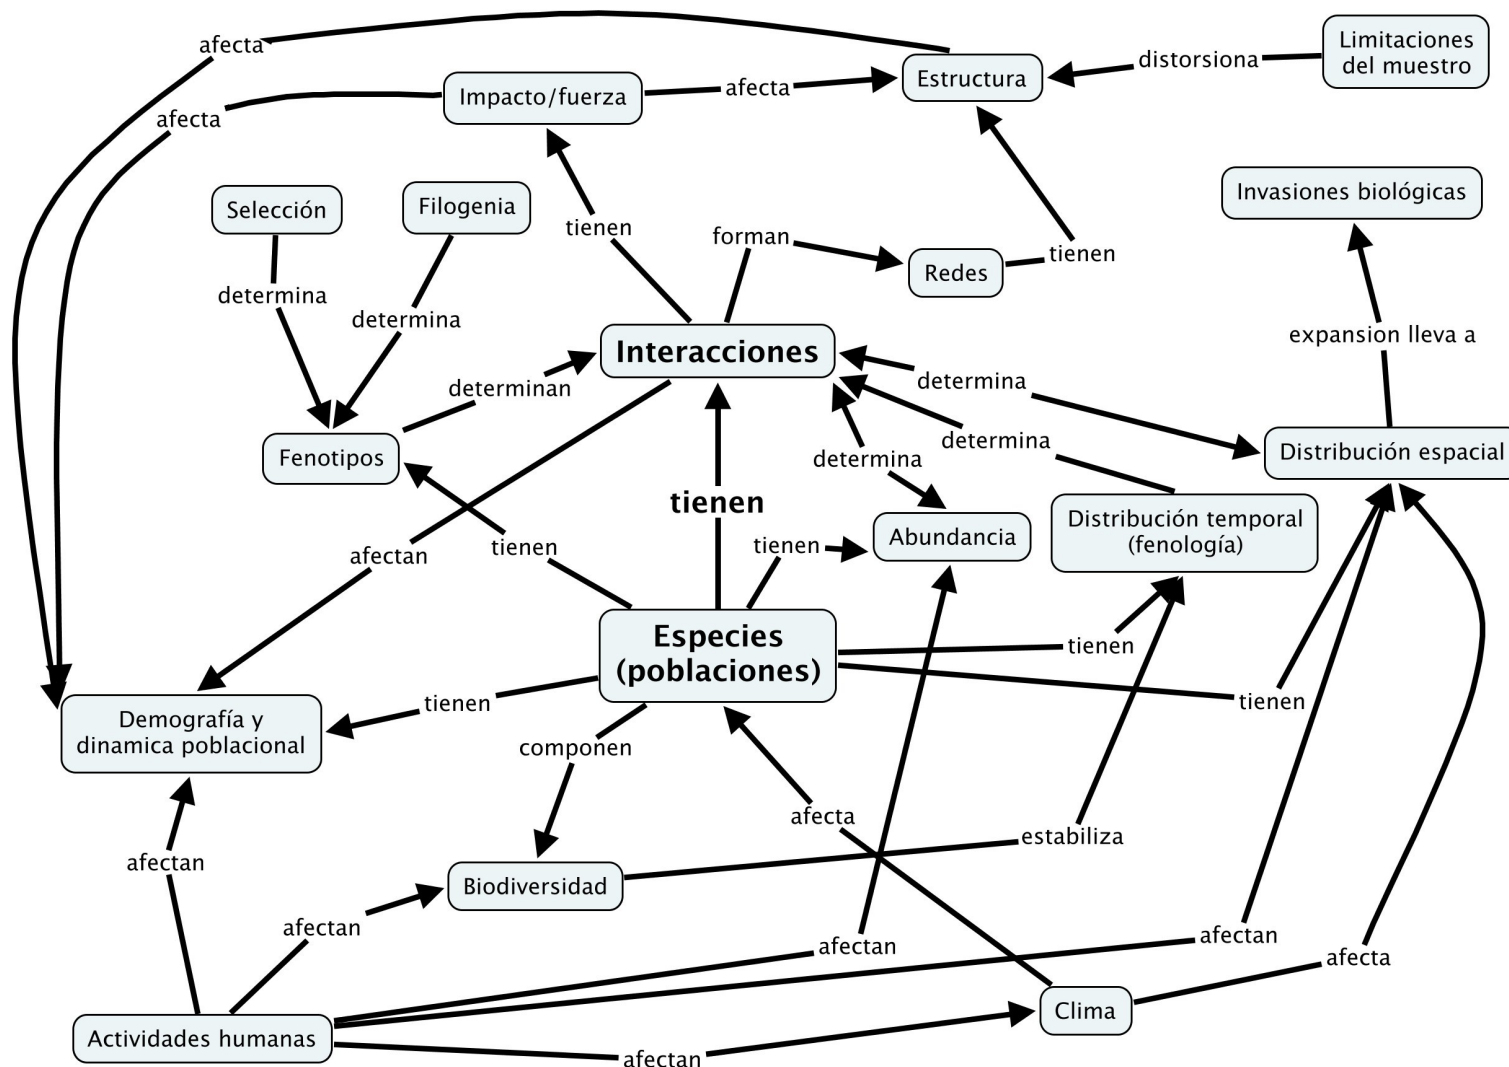 afecta
Limitaciones
del muestro
distorsiona
Estructura
Impacto/fuerza
afecta
afecta
Invasiones biológicas
Selección
Filogenia
tienen
forman
tienen
Redes
determina
determina
expansion lleva a
Interacciones
determinan
determina
determina
Fenotipos
determina
Distribución espacial
tienen
Distribución temporal
(fenología)
Abundancia
afectan
tienen
tienen
Especies
(poblaciones)
tienen
tienen
tienen
Demografía y
dinamica poblacional
componen
afecta
estabiliza
afectan
Biodiversidad
afectan
afectan
afectan
afecta
Clima
Actividades humanas
afectan